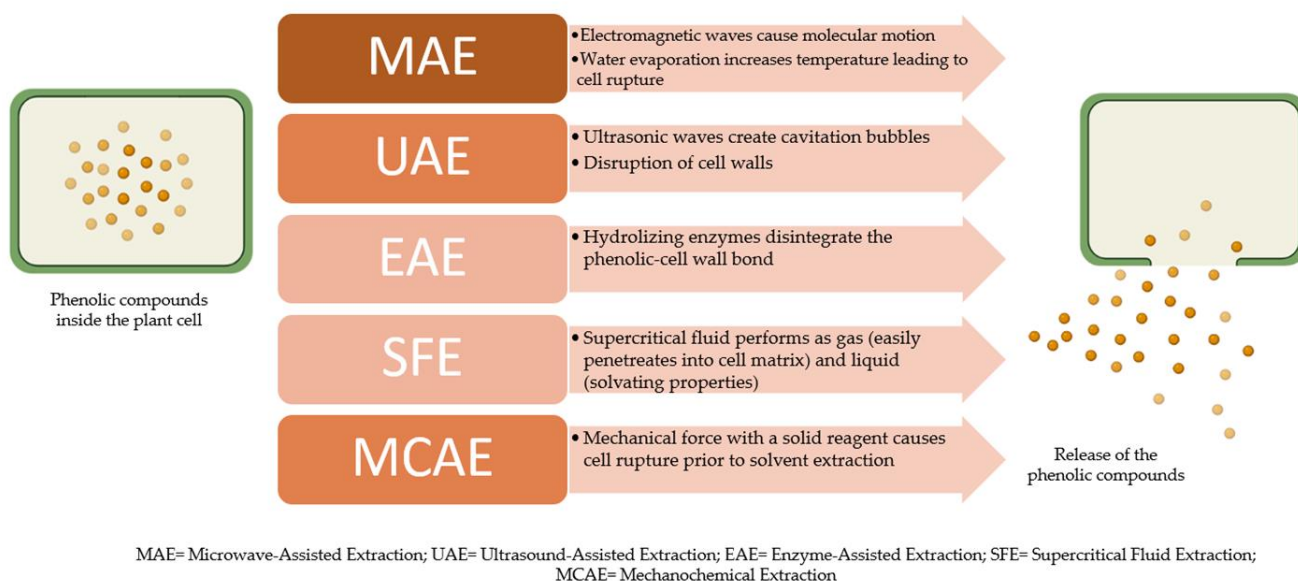 MAE
•Electromagnetic waves cause molecular motion
•Water evaporation increases temperature leading to
cell rupture
UAE
•Ultrasonic waves create cavitation bubbles
•Disruption of cell walls
EAE
•Hydrolizing enzymes disintegrate the
phenolic-cell wall bond
Phenolic compounds
inside the plant cell
SFE
•Supercritical fluid performs as gas (easily
penetreates into cell matrix) and liquid
(solvating properties)
MCAE
•Mechanical force with a solid reagent causes
cell rupture prior to solvent extraction
Release of the
phenolic compounds
MAE= Microwave-Assisted Extraction; UAE= Ultrasound-Assisted Extraction; EAE= Enzyme-Assisted Extraction; SFE= Supercritical Fluid Extraction;
MCAE= Mechanochemical Extraction